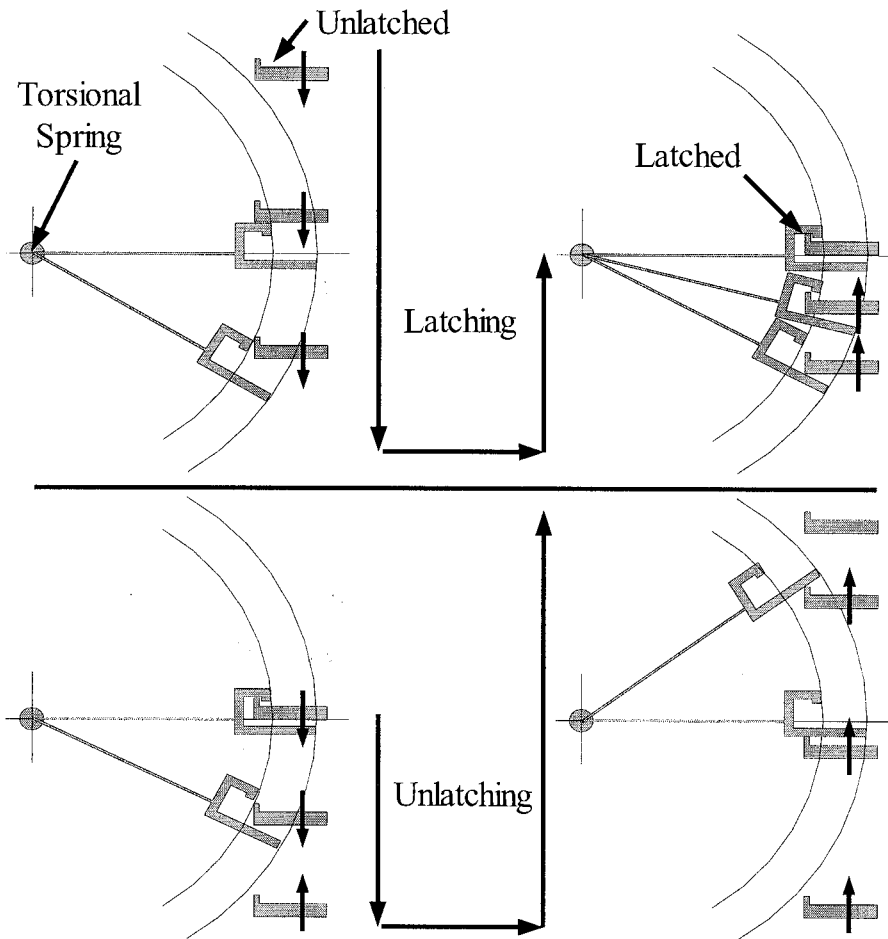 Unlatched
Torsional
Spring
Latched
Latching
Unlatching